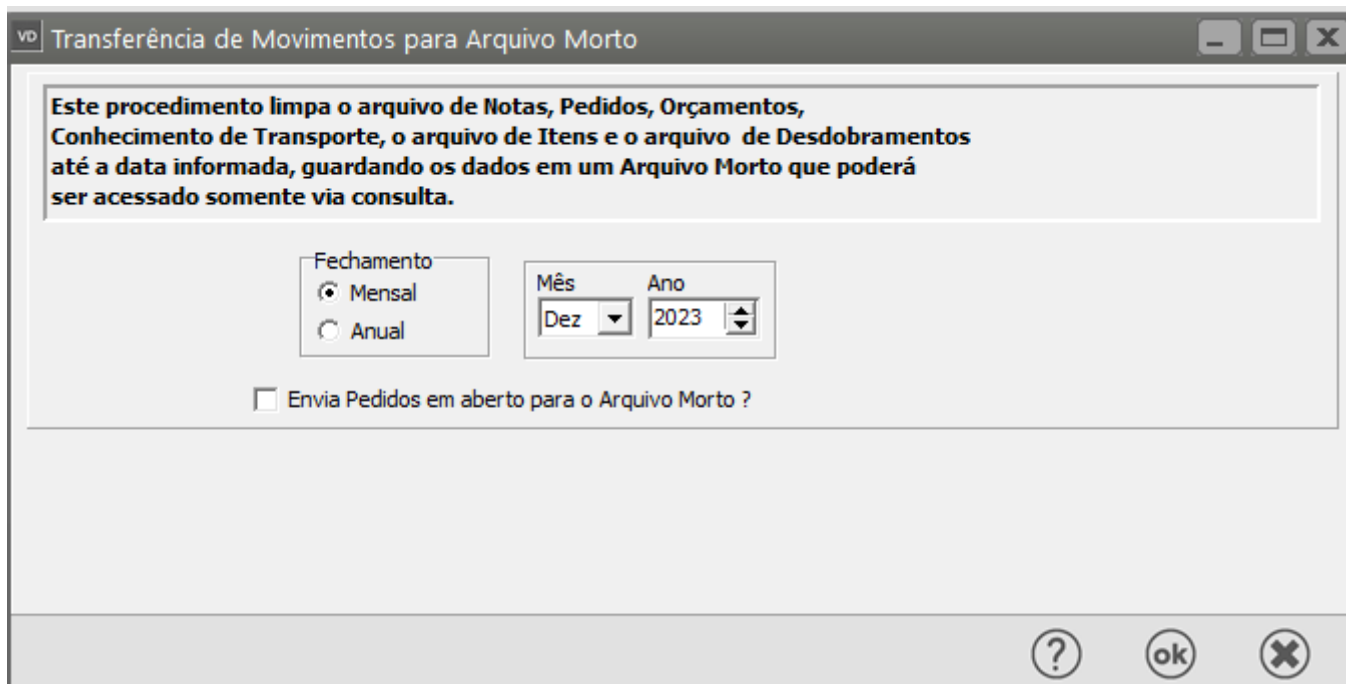 VD Transferência de Movimentos para Arquivo Morto
Este procedimento limpa o arquivo de Notas, Pedidos, Orçamentos,
Conhecimento de Transporte, o arquivo de Itens e o arquivo de Desdobramentos
até a data informada, guardando os dados em um Arquivo Morto que poderá
ser acessado somente via consulta.
Fechamento
Mensal
Anual
Mês Ano
Dez 2023
Envia Pedidos em aberto para o Arquivo Morto ?
? ok